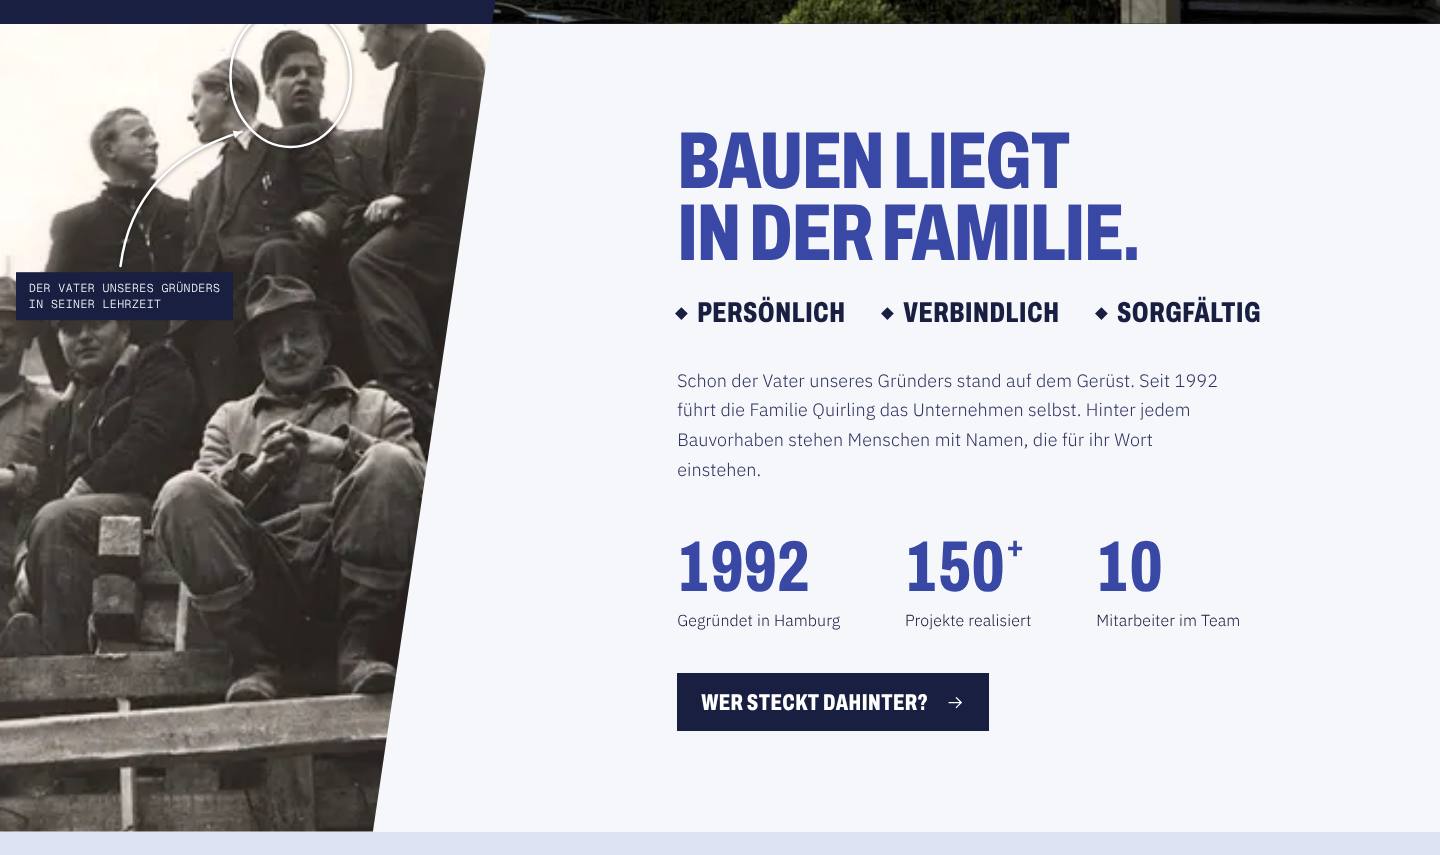 DER VATER UNSERES GRÜNDERS
IN SEINER LEHRZEIT
BAUEN LIEGT
IN DER FAMILIE.
PERSÖNLICH
VERBINDLICH
SORGFÄLTIG
Schon der Vater unseres Gründers stand auf dem Gerüst. Seit 1992
führt die Familie Quirling das Unternehmen selbst. Hinter jedem
Bauvorhaben stehen Menschen mit Namen, die für ihr Wort
einstehen.
1992
Gegründet in Hamburg
150+
Projekte realisiert
10
Mitarbeiter im Team
WER STECKT DAHINTER? →